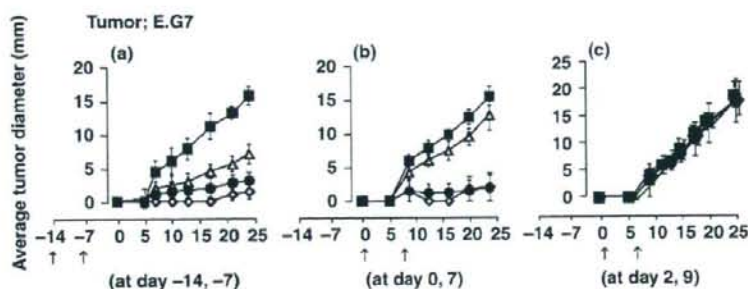 Tumor; E.G7
Average tumor diameter (mm)
(a)
20
15
10
5
0
−14 −7 0 5 10 15 20 25
↑ ↑
(at day −14, −7)
(b)
20
15
10
5
0
−14 −7 0 5 10 15 20 25
↑ ↑
(at day 0, 7)
(c)
25
20
15
10
5
0
−14 −7 0 5 10 15 20 25
↑ ↑
(at day 2, 9)